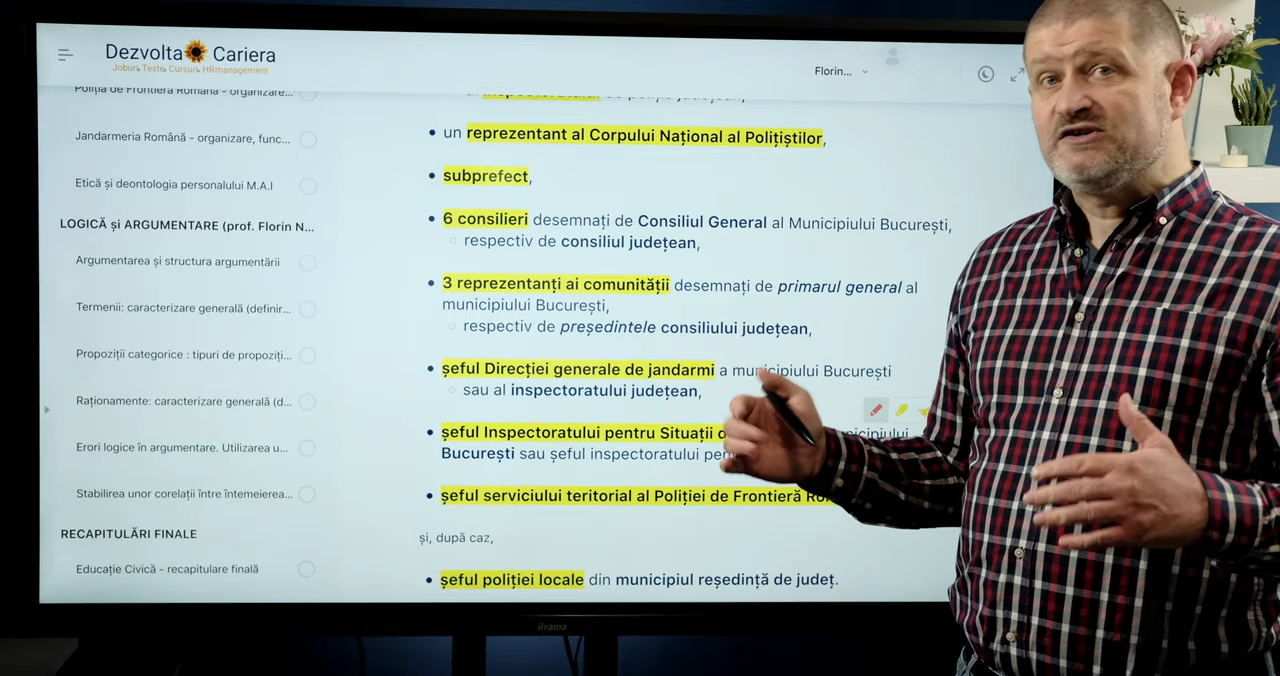 Dezvolta Cariera
Joburi, Teste, Cursuri, HRmanagement
Florin...
Poliția de Frontieră Română - organizare...
Jandarmeria Română - organizare, func...
Etică și deontologia personalului M.A.I
LOGICĂ și ARGUMENTARE (prof. Florin N...
Argumentarea și structura argumentării
Termenii: caracterizare generală (definir...
Propoziții categorice : tipuri de propoziți...
Raționamente: caracterizare generală (d...
Erori logice în argumentare. Utilizarea u...
Stabilirea unor corelații între întemeierea...
RECAPITULĂRI FINALE
Educație Civică - recapitulare finală
inspectoratului de poliție județean,
un reprezentant al Corpului Național al Polițiștilor,
subprefect,
6 consilieri desemnați de Consiliul General al Municipiului București,
respectiv de consiliul județean,
3 reprezentanți ai comunității desemnați de primarul general al
municipiului București,
respectiv de președintele consiliului județean,
șeful Direcției generale de jandarmi a municipiului București
sau al inspectoratului județean,
șeful Inspectoratului pentru Situații
București sau șeful inspectoratului
șeful serviciului teritorial al Poliției de Frontieră
și, după caz,
șeful poliției locale din municipiul reședință de județ.
iiyama